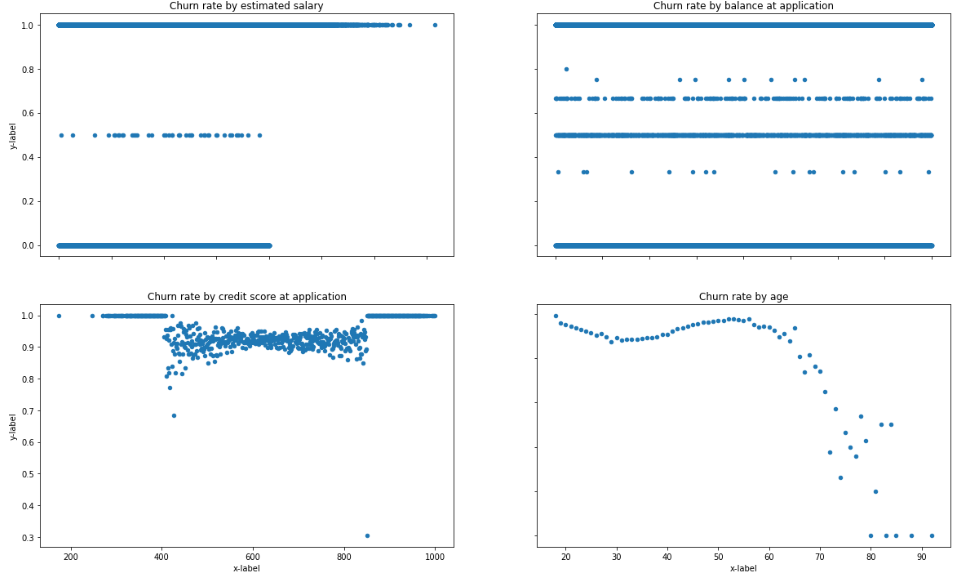 Churn rate by estimated salary
Churn rate by balance at application
1.0
0.8
0.6
0.4
0.2
0.0
y-label
Churn rate by credit score at application
Churn rate by age
1.0
0.9
0.8
0.7
0.6
0.5
0.4
0.3
y-label
200 400 600 800 1000
20 30 40 50 60 70 80 90
x-label
x-label